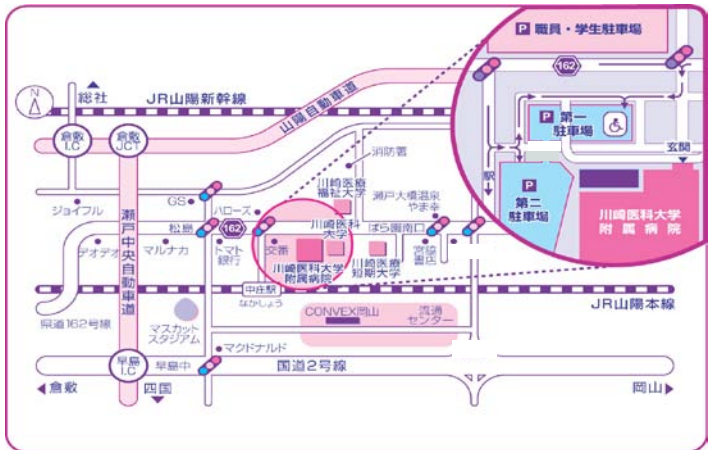 N
総社
JR山陽新幹線
山陽自動車道
倉敷
I.C
倉敷
JCT
瀬戸中央自動車道
消防署
川崎医療
福祉大学
瀬戸大橋温泉
やま幸
GS
ジョイフル
ハローズ
川崎医科
大学
ばら園南口
松島
162
デオデオ
マルナカ
トマト
銀行
交番
川崎医科大学
附属病院
川崎医療
短期大学
宮脇
書店
中庄駅
なかしょう
JR山陽本線
県道162号線
マスカット
スタジアム
CONVEX岡山
流通
センター
マクドナルド
早島
I.C
早島中
国道2号線
倉敷
四国
岡山
P 職員・学生駐車場
162
P 第一
駐車場
玄関
駅
P
第二
駐車場
川崎医科大学
附属病院